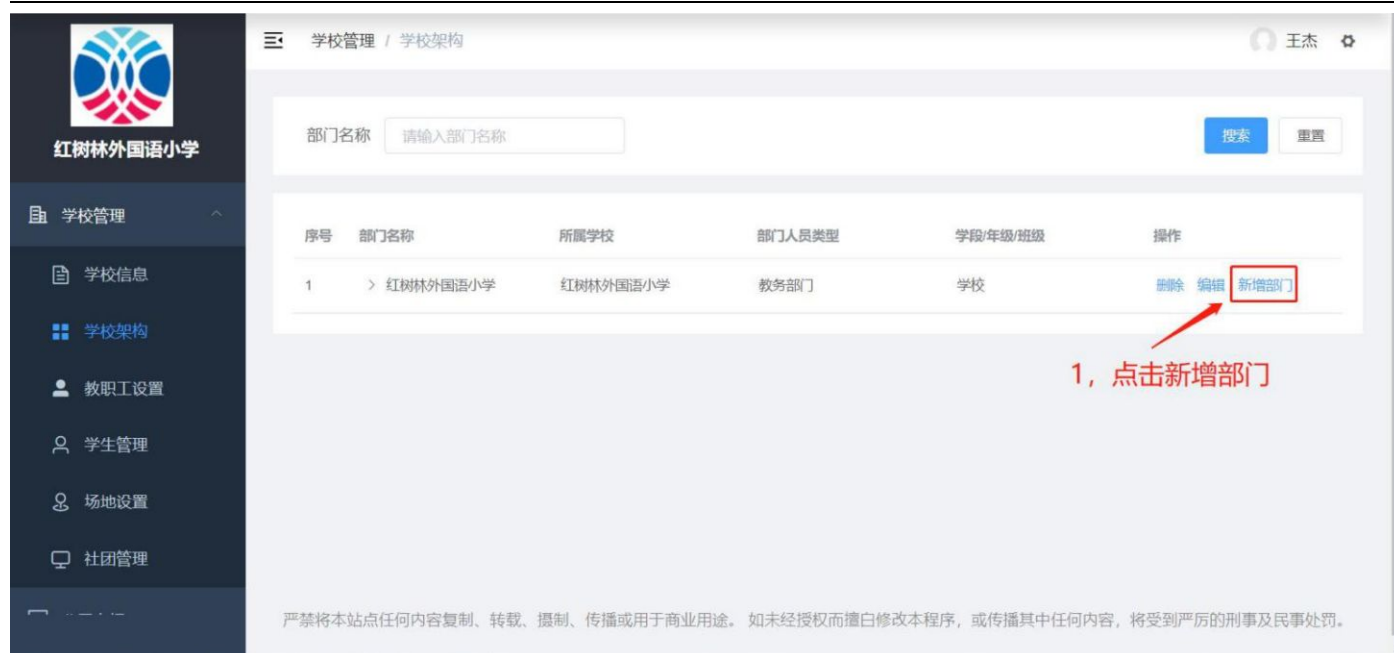 学校管理 / 学校架构
王杰
红树林外国语小学
部门名称 请输入部门名称 搜索 重置
学校管理
学校信息
学校架构
教职工设置
学生管理
场地设置
社团管理
序号 部门名称 所属学校 部门人员类型 学段/年级/班级 操作
1 > 红树林外国语小学 红树林外国语小学 教务部门 学校 删除 编辑 新增部门
1，点击新增部门
严禁将本站点任何内容复制、转载、摄制、传播或用于商业用途。 如未经授权而擅自修改本程序，或传播其中任何内容，将受到严厉的刑事及民事处罚。